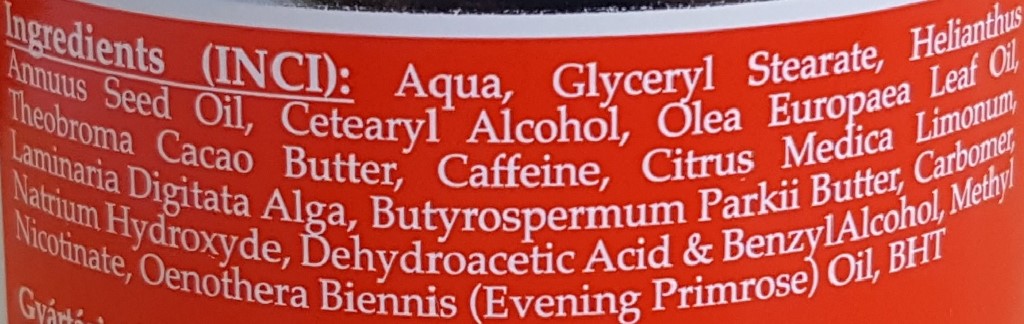 Ingredients (INCI): Aqua, Glyceryl Stearate, Helianthus
Annuus Seed Oil, Cetearyl Alcohol, Olea Europaea Leaf Oil,
Theobroma Cacao Butter, Caffeine, Citrus Medica Limonum,
Laminaria Digitata Alga, Butyrospermum Parkii Butter, Carbomer,
Natrium Hydroxyde, Dehydroacetic Acid & Benzyl Alcohol, Methyl
Nicotinate, Oenothera Biennis (Evening Primrose) Oil, BHT